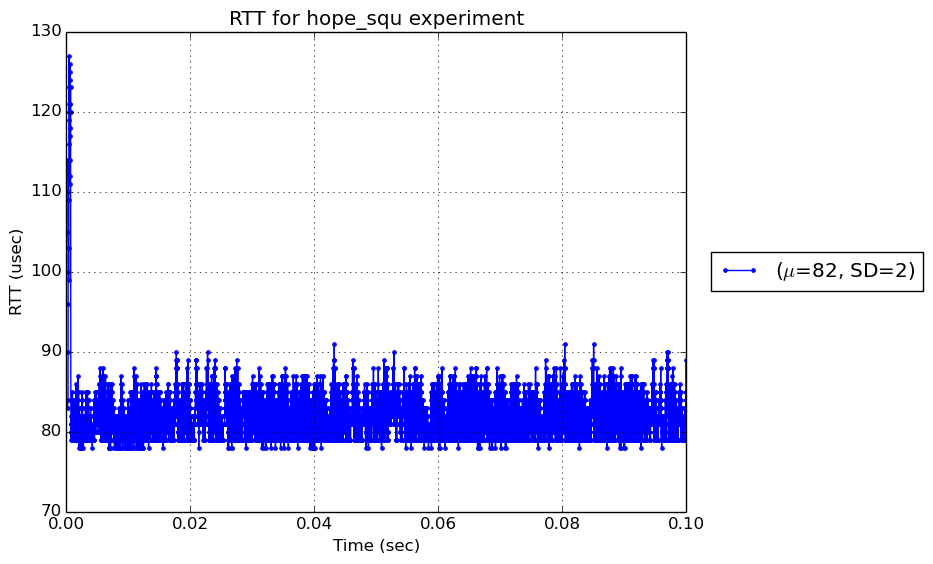 RTT for hope_squ experiment
130
120
110
100
90
80
70
RTT (usec)
0.00 0.02 0.04 0.06 0.08 0.10
Time (sec)
(μ=82, SD=2)